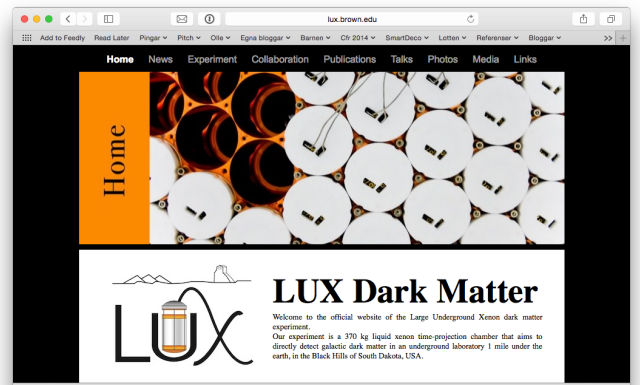 lux.brown.edu
Add to Feedly Read Later Pingar Pitch Olle Egna bloggar Barnen Cfr 2014 SmartDeco Lotten Referenser Bloggar >> +
Home News Experiment Collaboration Publications Talks Photos Media Links
Home
LUX
LUX Dark Matter
Welcome to the official website of the Large Underground Xenon dark matter
experiment.
Our experiment is a 370 kg liquid xenon time-projection chamber that aims to
directly detect galactic dark matter in an underground laboratory 1 mile under the
earth, in the Black Hills of South Dakota, USA.